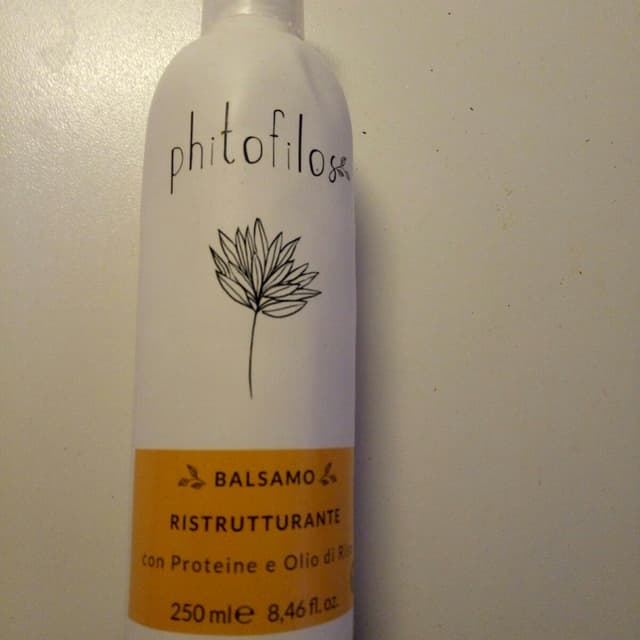 phitofilos
BALSAMO
RISTRUTTURANTE
con Proteine e Olio di
250 ml e 8,46 fl. oz.